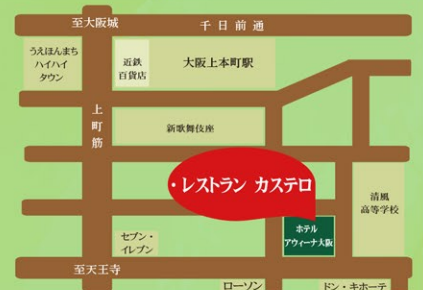 至大阪城
千日前通
うえほんまち
ハイハイ
タウン
近鉄
百貨店
大阪上本町駅
上町筋
新歌舞伎座
・レストラン カステロ
清風
高等学校
ホテル
アウィーナ大阪
セブン・
イレブン
至天王寺
ローソン
ドン・キホーテ